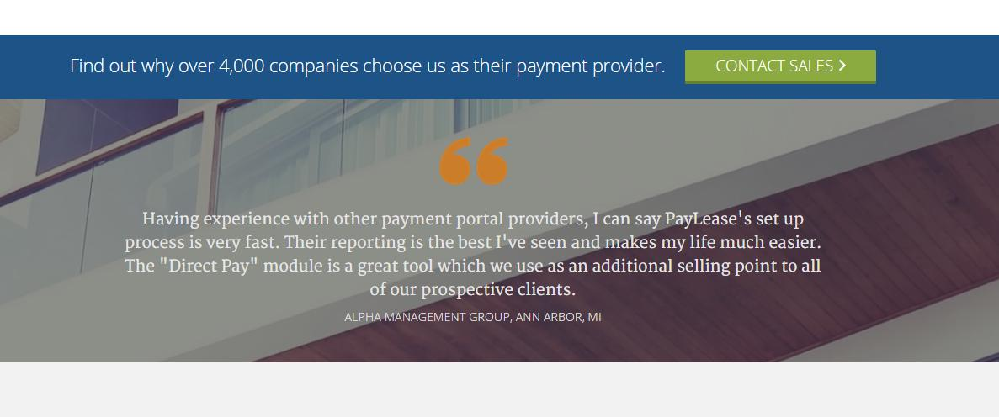 Find out why over 4,000 companies choose us as their payment provider.
CONTACT SALES >
“
Having experience with other payment portal providers, I can say PayLease's set up
process is very fast. Their reporting is the best I've seen and makes my life much easier.
The "Direct Pay" module is a great tool which we use as an additional selling point to all
of our prospective clients.
ALPHA MANAGEMENT GROUP, ANN ARBOR, MI